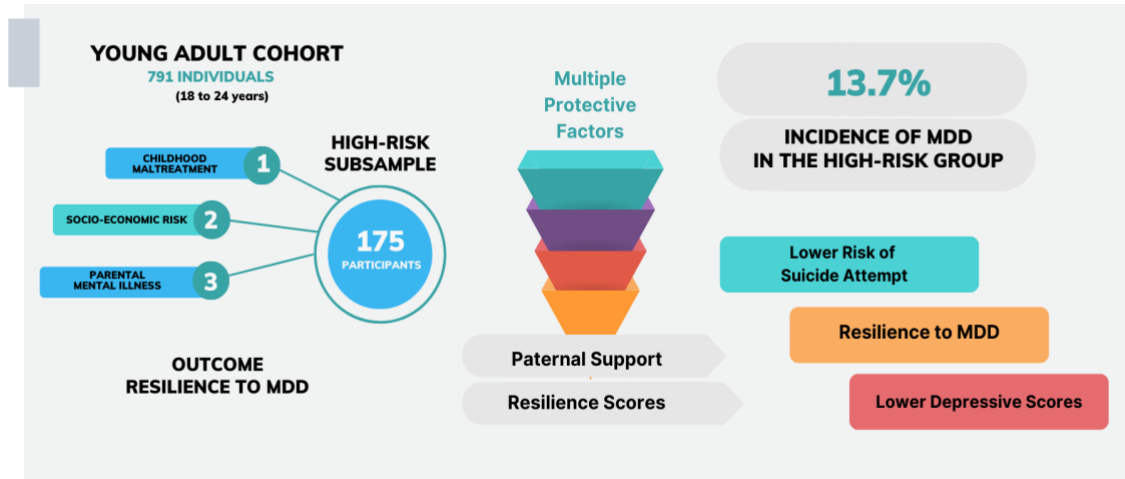 YOUNG ADULT COHORT
791 INDIVIDUALS
(18 to 24 years)
CHILDHOOD
MALTREATMENT
1
SOCIO-ECONOMIC RISK
2
PARENTAL
MENTAL ILLNESS
3
HIGH-RISK
SUBSAMPLE
175
PARTICIPANTS
OUTCOME
RESILIENCE TO MDD
Multiple
Protective
Factors
Paternal Support
Resilience Scores
13.7%
INCIDENCE OF MDD
IN THE HIGH-RISK GROUP
Lower Risk of
Suicide Attempt
Resilience to MDD
Lower Depressive Scores